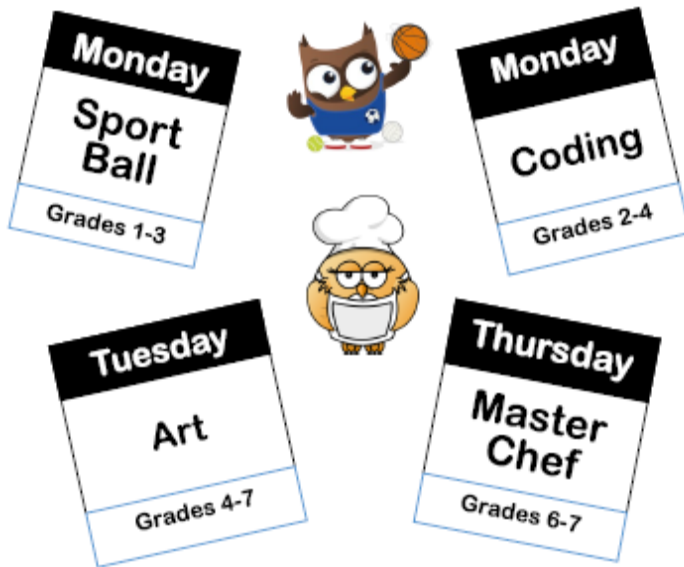 Monday
Sport
Ball
Grades 1-3
Monday
Coding
Grades 2-4
Tuesday
Art
Grades 4-7
Thursday
Master
Chef
Grades 6-7